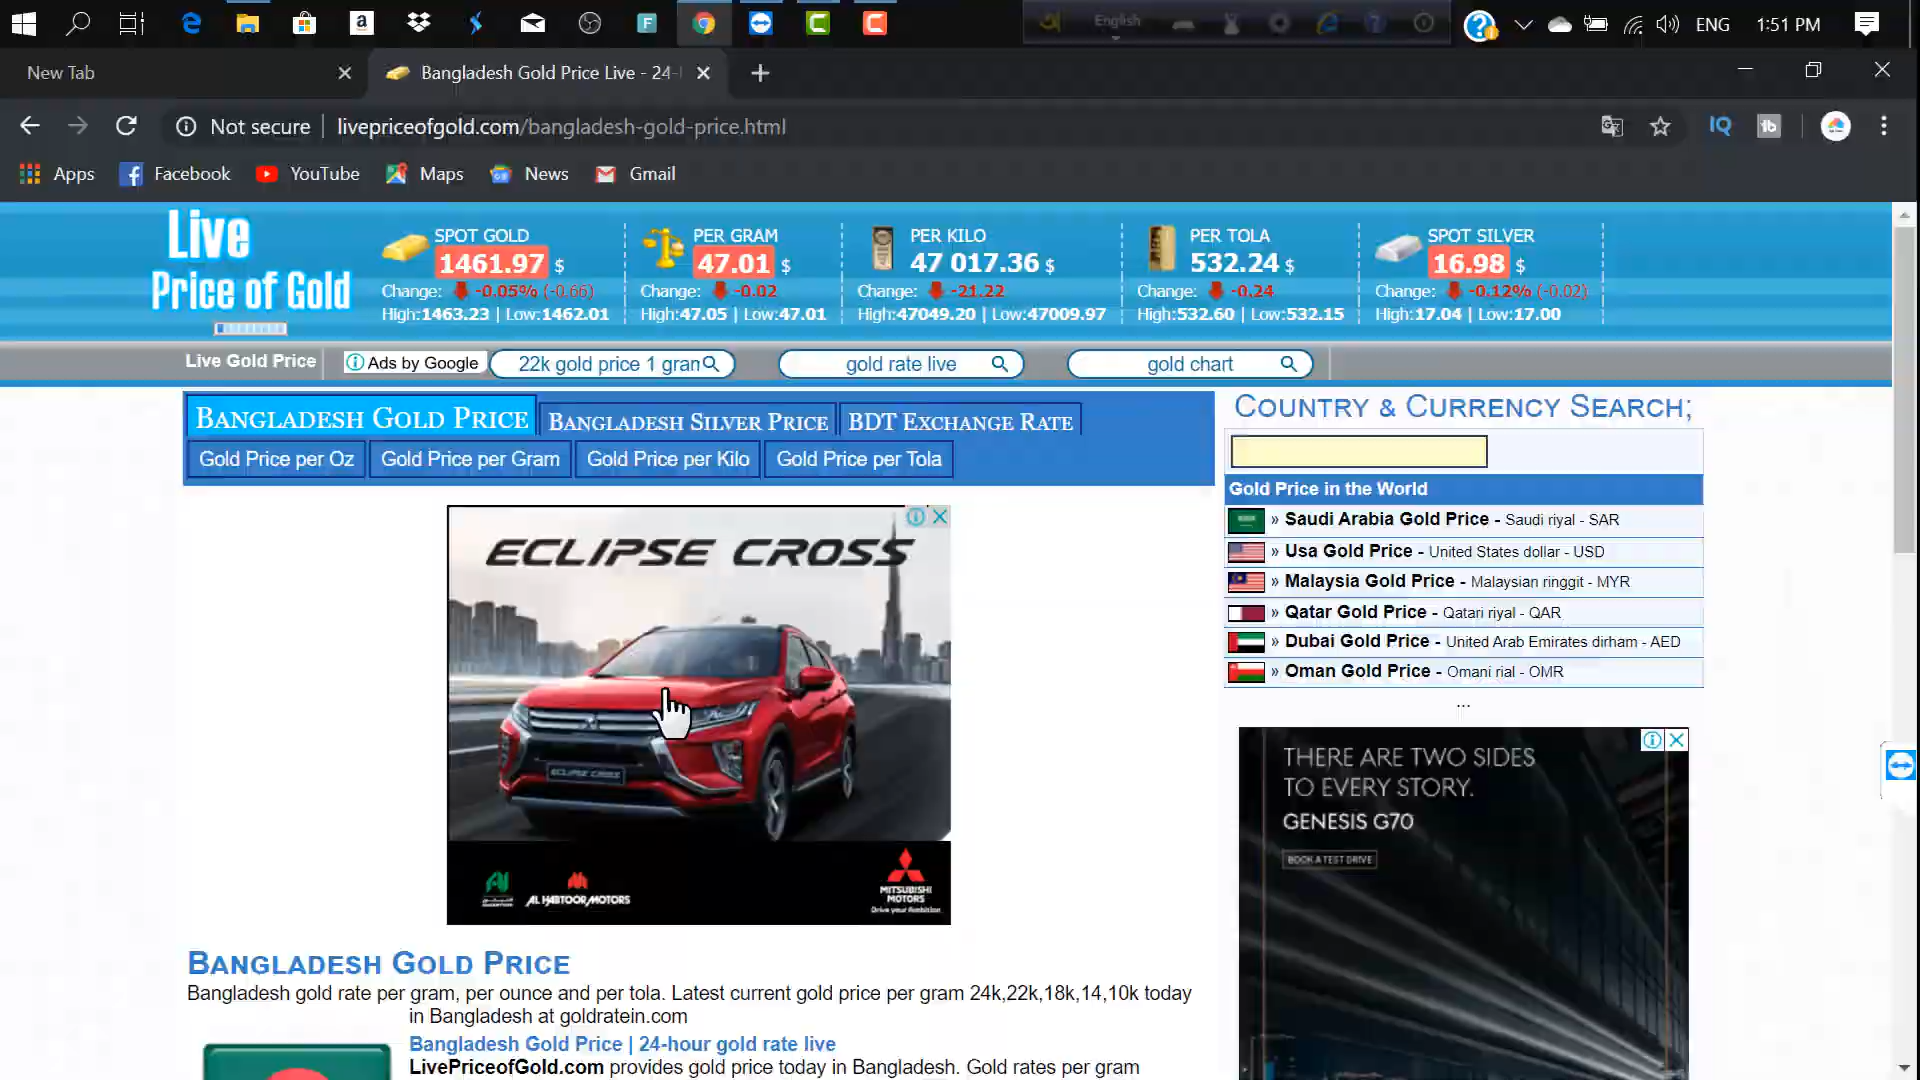 English
ENG
1:51 PM
New Tab
Bangladesh Gold Price Live - 24-
Not secure
livepriceofgold.com/bangladesh-gold-price.html
Apps
Facebook
YouTube
Maps
News
Gmail
Live
Price of Gold
SPOT GOLD
1461.97 $
Change: -0.05% (-0.66)
High:1463.23 | Low:1462.01
PER GRAM
47.01 $
Change: -0.02
High:47.05 | Low:47.01
PER KILO
47 017.36 $
Change: -21.22
High:47049.20 | Low:47009.97
PER TOLA
532.24 $
Change: -0.24
High:532.60 | Low:532.15
SPOT SILVER
16.98 $
Change: -0.12% (-0.02)
High:17.04 | Low:17.00
Live Gold Price
Ads by Google
22k gold price 1 gran
gold rate live
gold chart
BANGLADESH GOLD PRICE
BANGLADESH SILVER PRICE
BDT EXCHANGE RATE
Gold Price per Oz
Gold Price per Gram
Gold Price per Kilo
Gold Price per Tola
COUNTRY & CURRENCY SEARCH;
Gold Price in the World
» Saudi Arabia Gold Price - Saudi riyal - SAR
» Usa Gold Price - United States dollar - USD
» Malaysia Gold Price - Malaysian ringgit - MYR
» Qatar Gold Price - Qatari riyal - QAR
» Dubai Gold Price - United Arab Emirates dirham - AED
» Oman Gold Price - Omani rial - OMR
...
ECLIPSE CROSS
ECLIPSE CROSS
AL HABTOOR MOTORS
MITSUBISHI
MOTORS
Drive your Ambition
THERE ARE TWO SIDES
TO EVERY STORY.
GENESIS G70
BOOK A TEST DRIVE
BANGLADESH GOLD PRICE
Bangladesh gold rate per gram, per ounce and per tola. Latest current gold price per gram 24k,22k,18k,14,10k today
in Bangladesh at goldratein.com
Bangladesh Gold Price | 24-hour gold rate live
LivePriceofGold.com provides gold price today in Bangladesh. Gold rates per gram